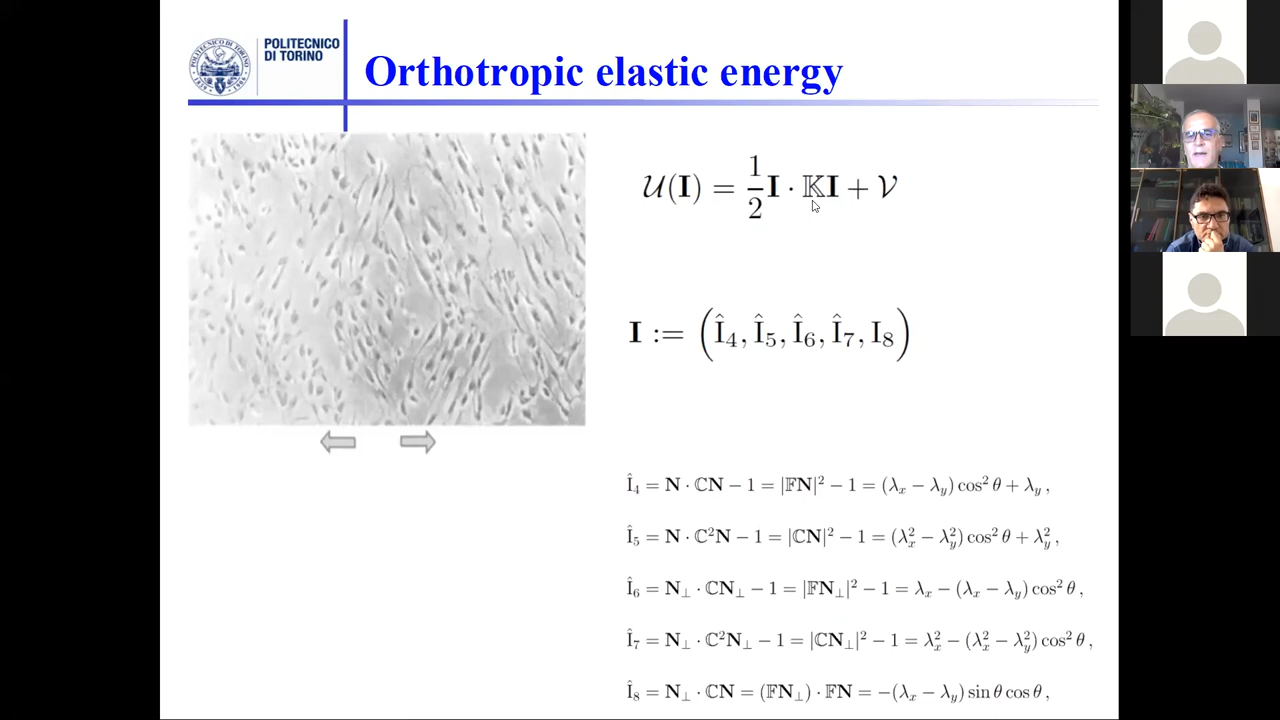 POLITECNICO
DI TORINO
Orthotropic elastic energy
𝒰(𝐈) = 1/2 𝐈 · 𝕂𝐈 + 𝒱
𝐈 := (Î₄, Î₅, Î₆, Î₇, I₈)
Î₄ = 𝐍 · ℂ𝐍 − 1 = |𝔽𝐍|² − 1 = (λₓ − λᵧ) cos² θ + λᵧ ,
Î₅ = 𝐍 · ℂ²𝐍 − 1 = |ℂ𝐍|² − 1 = (λₓ² − λᵧ²) cos² θ + λᵧ² ,
Î₆ = 𝐍⊥ · ℂ𝐍⊥ − 1 = |𝔽𝐍⊥|² − 1 = λₓ − (λₓ − λᵧ) cos² θ ,
Î₇ = 𝐍⊥ · ℂ²𝐍⊥ − 1 = |ℂ𝐍⊥|² − 1 = λₓ² − (λₓ² − λᵧ²) cos² θ ,
Î₈ = 𝐍⊥ · ℂ𝐍 = (𝔽𝐍⊥) · 𝔽𝐍 = −(λₓ − λᵧ) sin θ cos θ ,